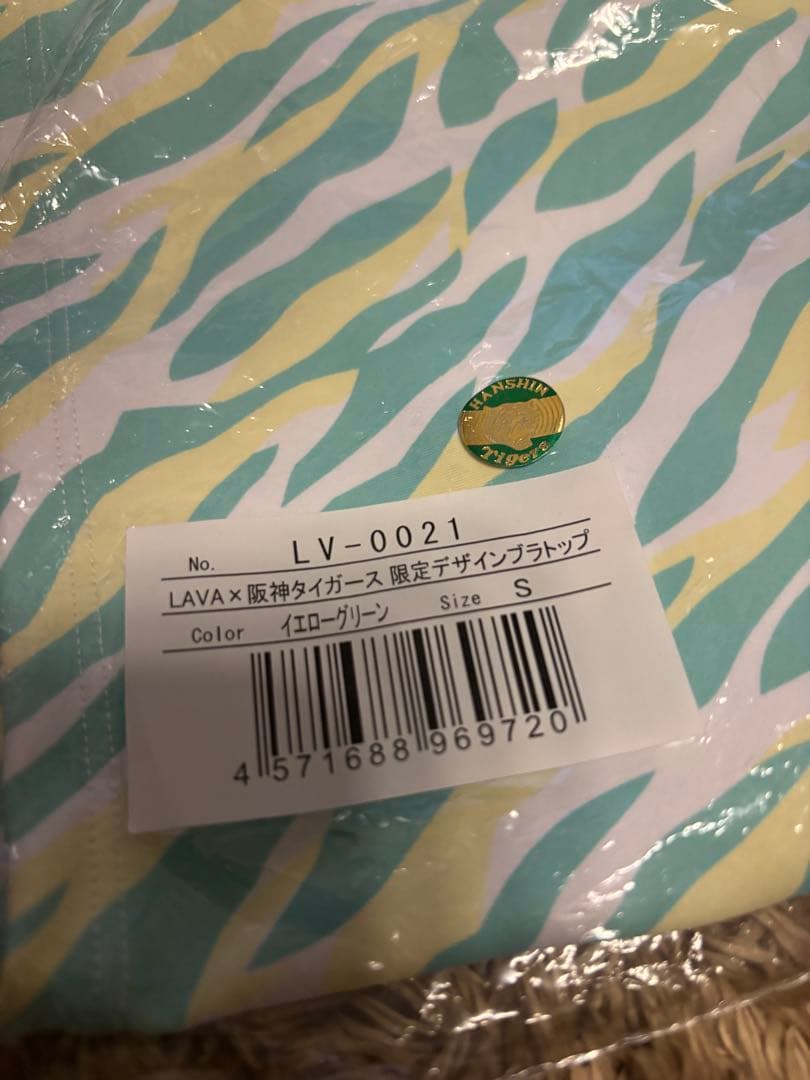 HANSHIN
Tigers
No. LV-0021
LAVA×阪神タイガース 限定デザインブラトップ
Color イエローグリーン Size S
4 571688 969720